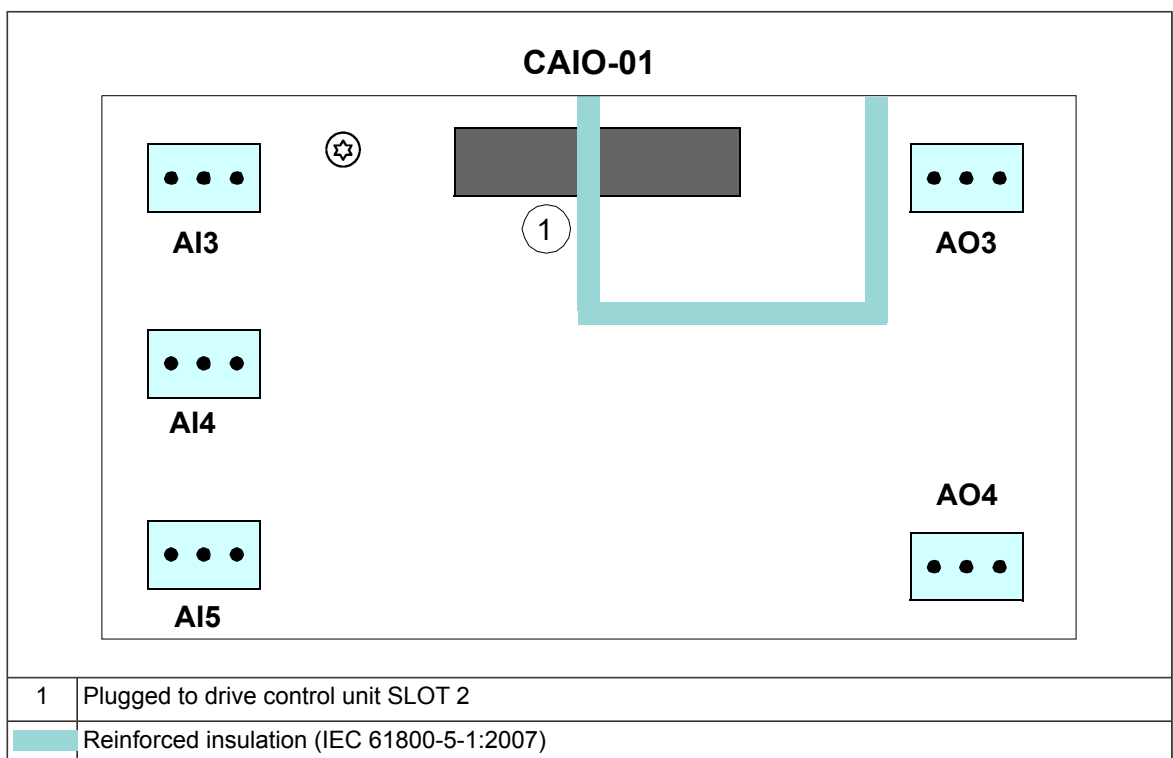 CAIO-01
AI3
1
AO3
AI4
AO4
AI5
1 Plugged to drive control unit SLOT 2
Reinforced insulation (IEC 61800-5-1:2007)